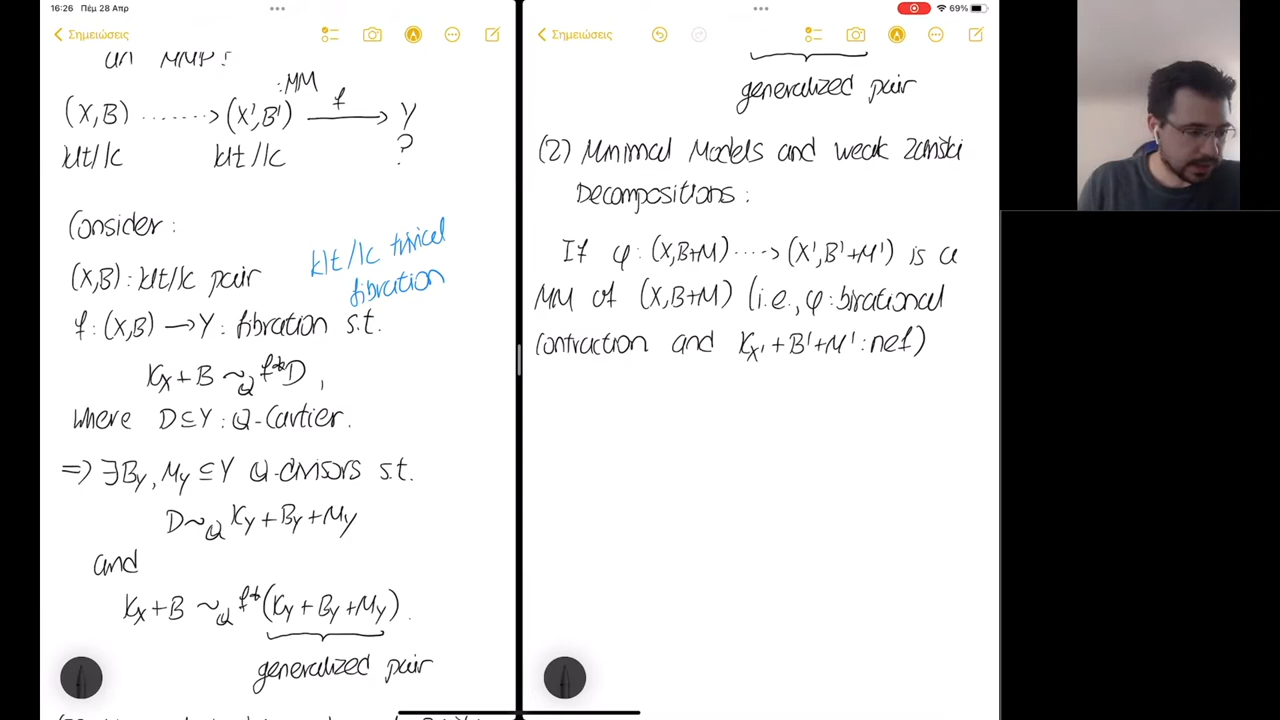 16:26 Πέμ 28 Απρ
69%
Σημειώσεις
an MMP?
: MM
(X,B) ⇢ (X',B') —f→ Y
klt/lc klt/lc ?
Consider:
(X,B): klt/lc pair
klt/lc trivial
fibration
f: (X,B) → Y: fibration s.t.
K_X + B ~_Q f*D,
where D ⊆ Y: Q-Cartier.
=> ∃ B_Y, M_Y ⊆ Y Q-divisors s.t.
D ~_Q K_Y + B_Y + M_Y
and
K_X + B ~_Q f*(K_Y + B_Y + M_Y).
generalized pair
Σημειώσεις
generalized pair
(2) Minimal Models and weak Zariski
Decompositions:
If φ: (X,B+M) ⇢ (X',B'+M') is a
MM of (X,B+M) (i.e., φ: birational
contraction and K_X' + B' + M': nef)